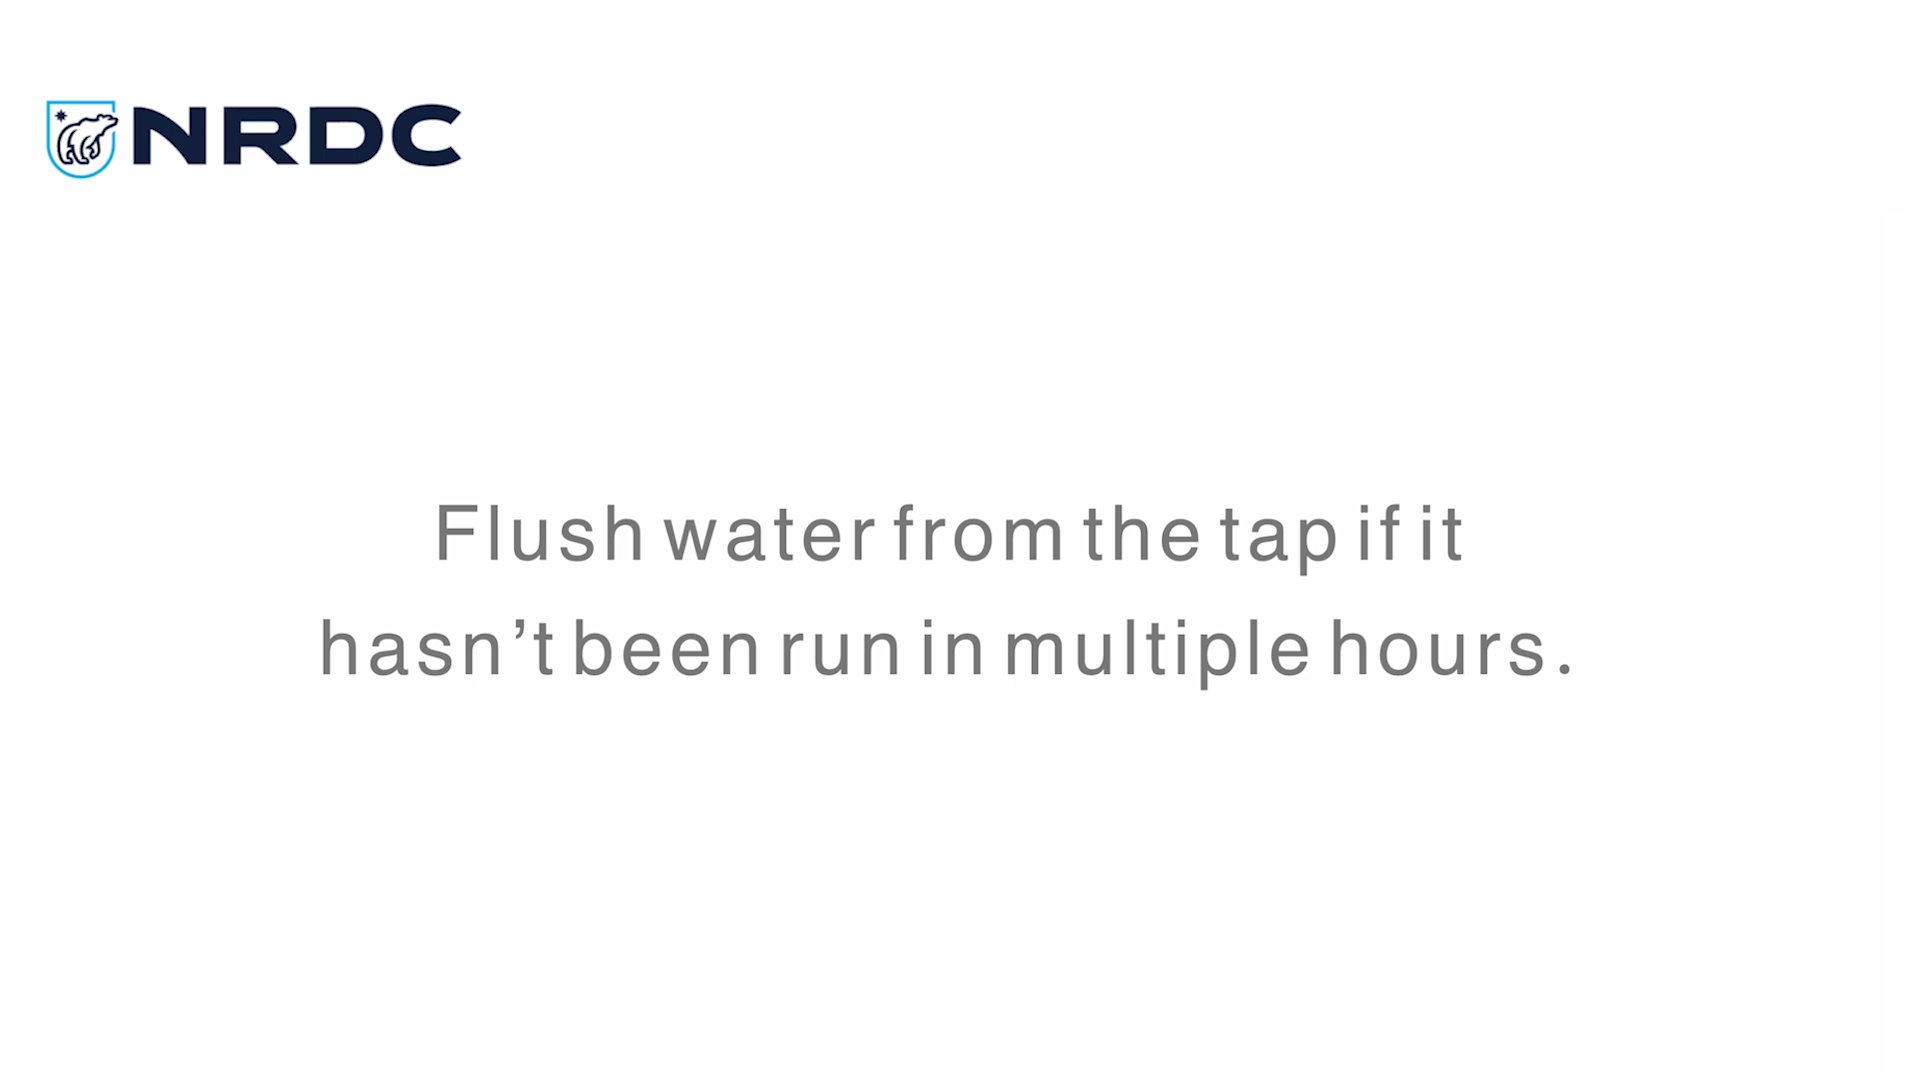 NRDC
Flush water from the tap if it
hasn’t been run in multiple hours.